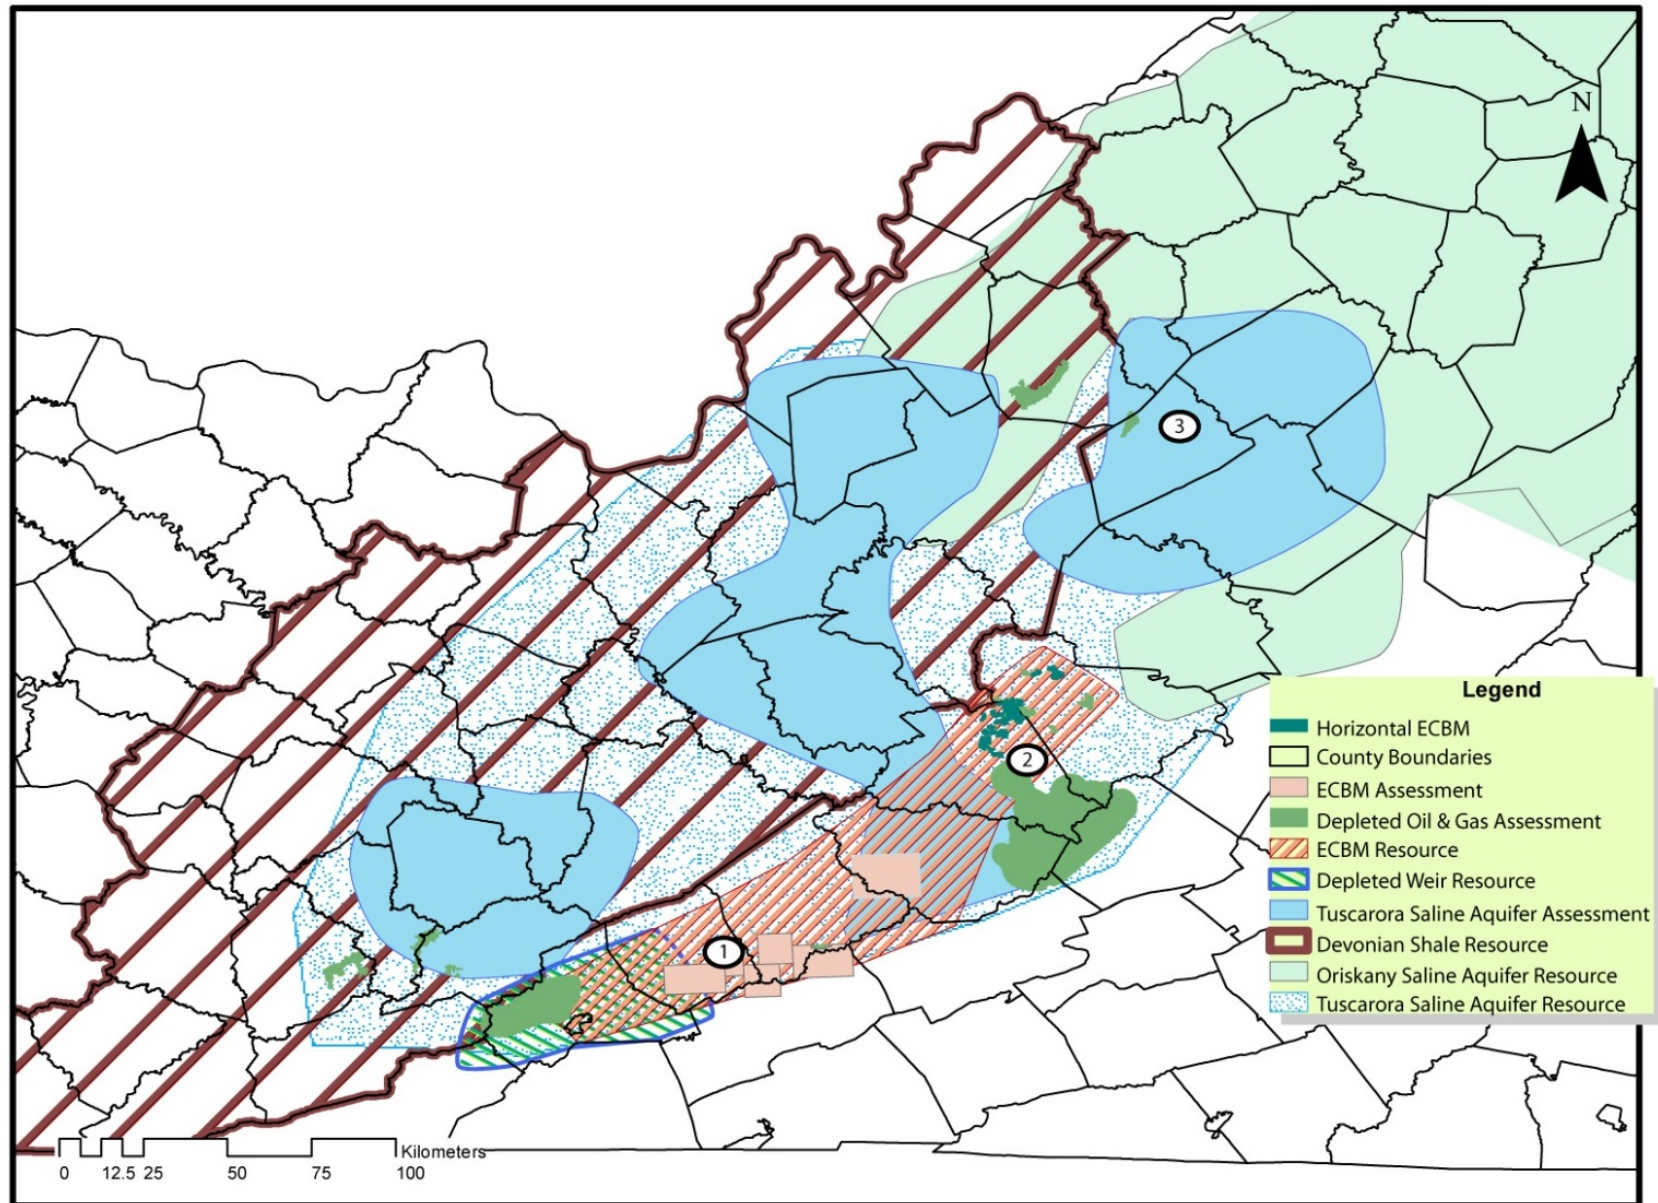 N
3
2
1
Legend
Horizontal ECBM
County Boundaries
ECBM Assessment
Depleted Oil & Gas Assessment
ECBM Resource
Depleted Weir Resource
Tuscarora Saline Aquifer Assessment
Devonian Shale Resource
Oriskany Saline Aquifer Resource
Tuscarora Saline Aquifer Resource
Kilometers
0 12.5 25 50 75 100